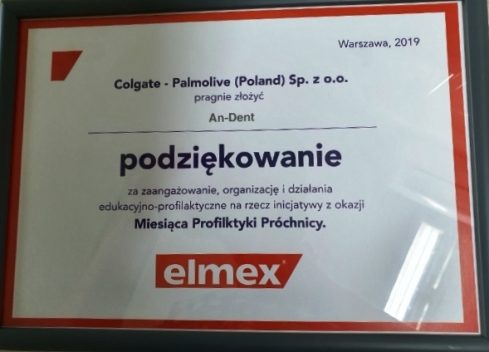 Warszawa, 2019
Colgate - Palmolive (Poland) Sp. z o.o.
pragnie złożyć
An-Dent
podziękowanie
za zaangażowanie, organizację i działania
edukacyjno-profilaktyczne na rzecz inicjatywy z okazji
Miesiąca Profilktyki Próchnicy.
elmex